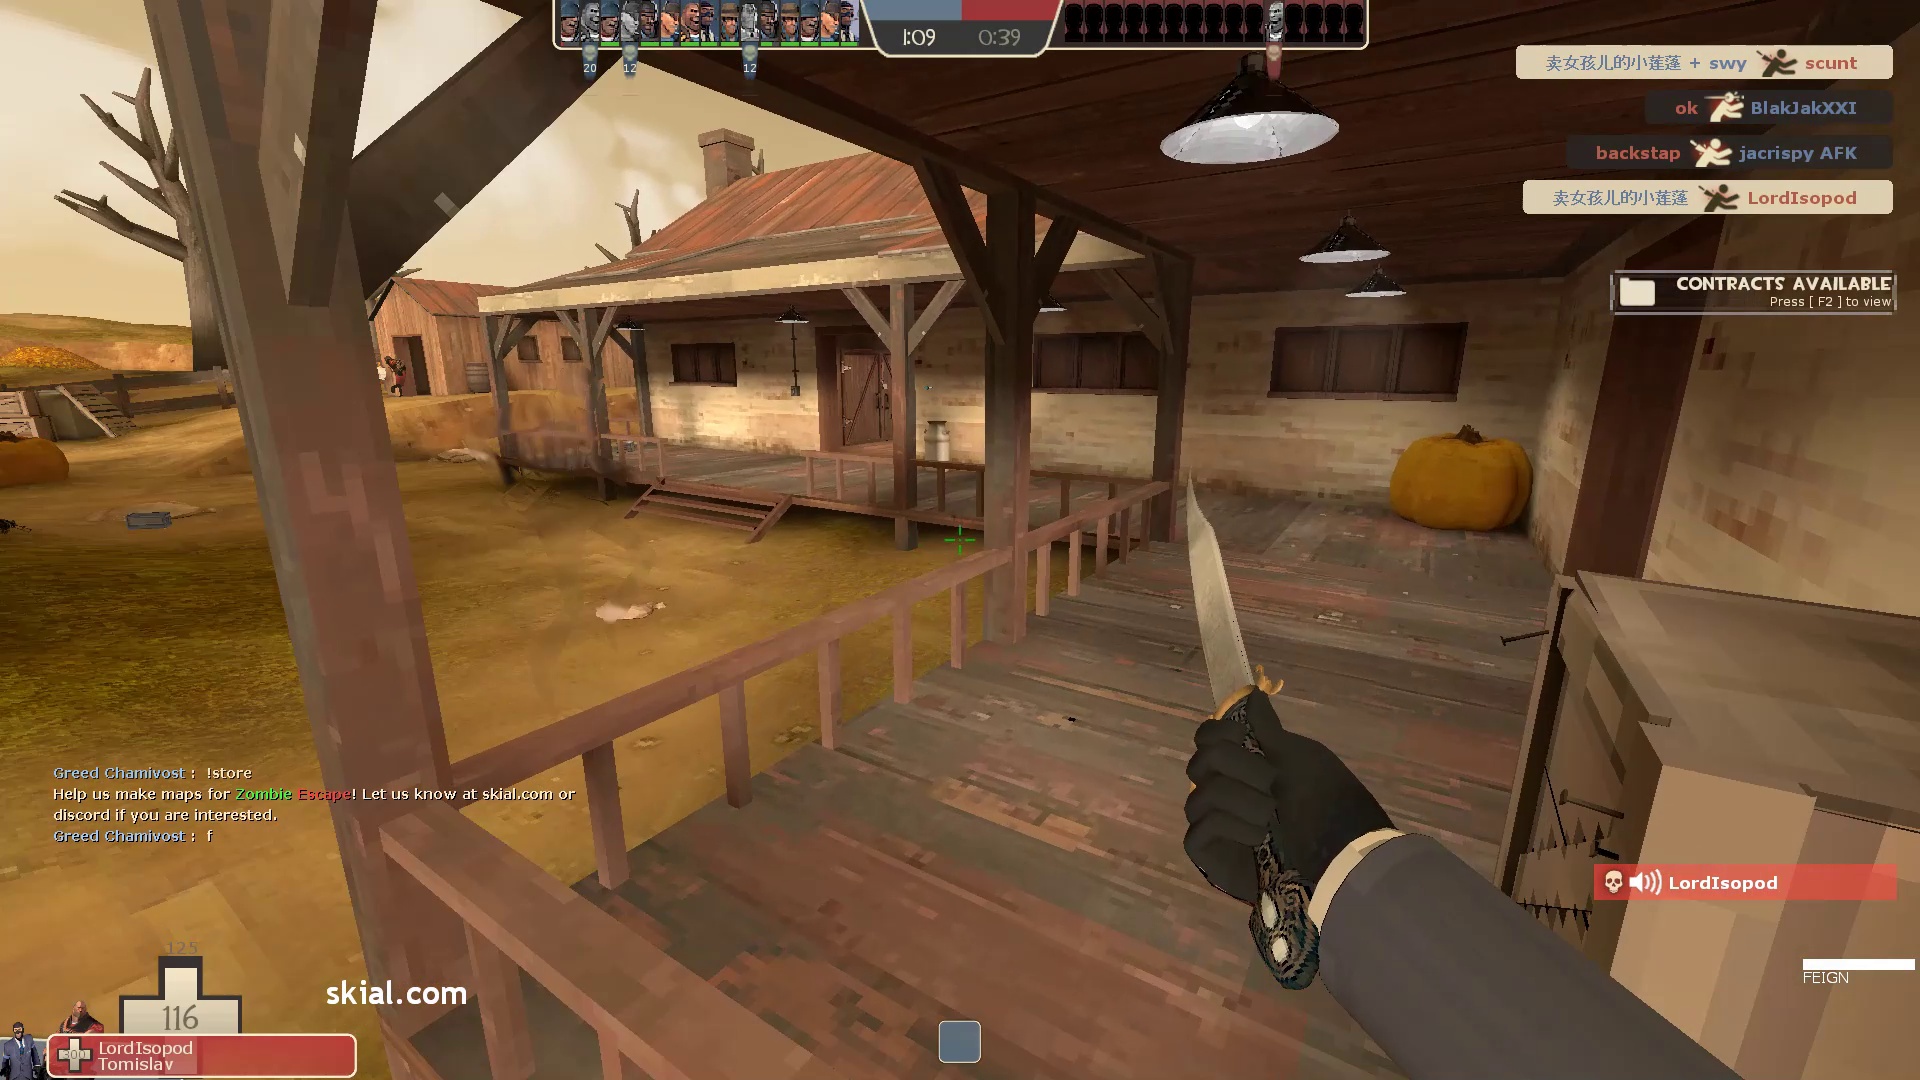 1:09
0:39
20
12
12
卖女孩儿的小莲蓬 + swy scunt
ok BlakJakXXI
backstap jacrispy AFK
卖女孩儿的小莲蓬 LordIsopod
CONTRACTS AVAILABLE
Press [ F2 ] to view
Greed Chamivost : !store
Help us make maps for Zombie Escape! Let us know at skial.com or
discord if you are interested.
Greed Chamivost : f
LordIsopod
125
116
skial.com
FEIGN
300
LordIsopod
Tomislav